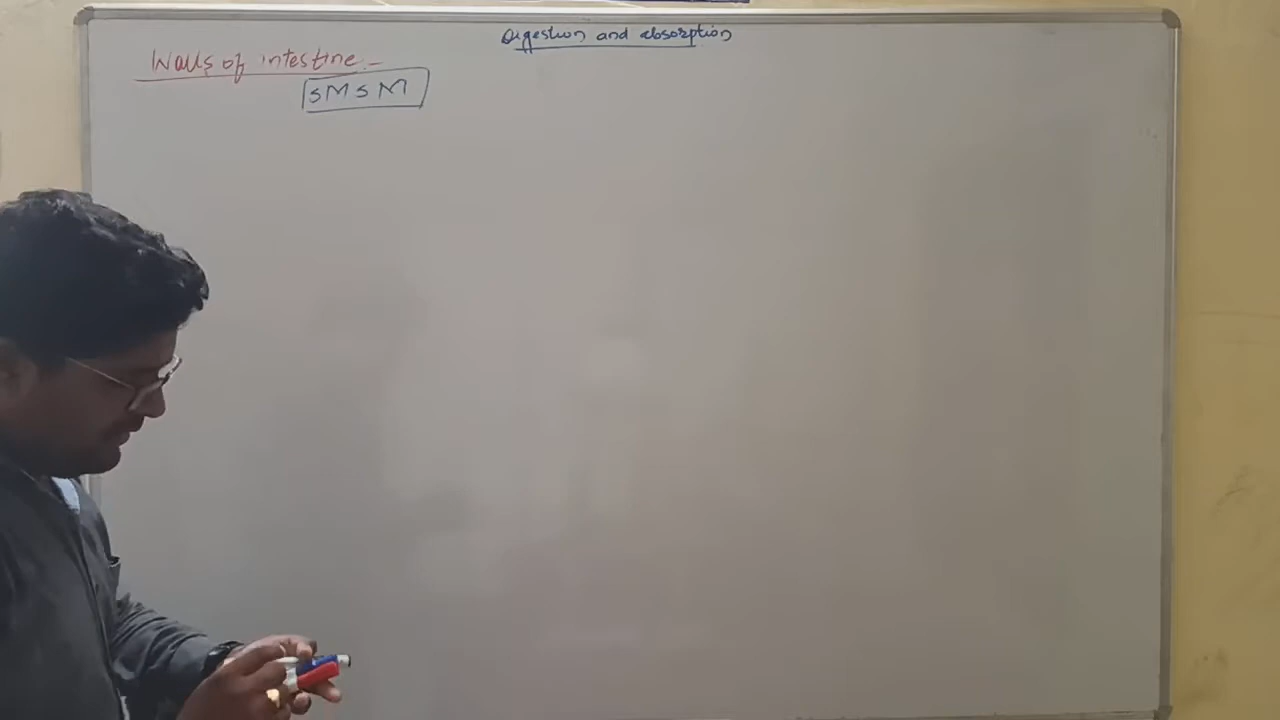 Digestion and absorption
Walls of intestine:-
SMSM